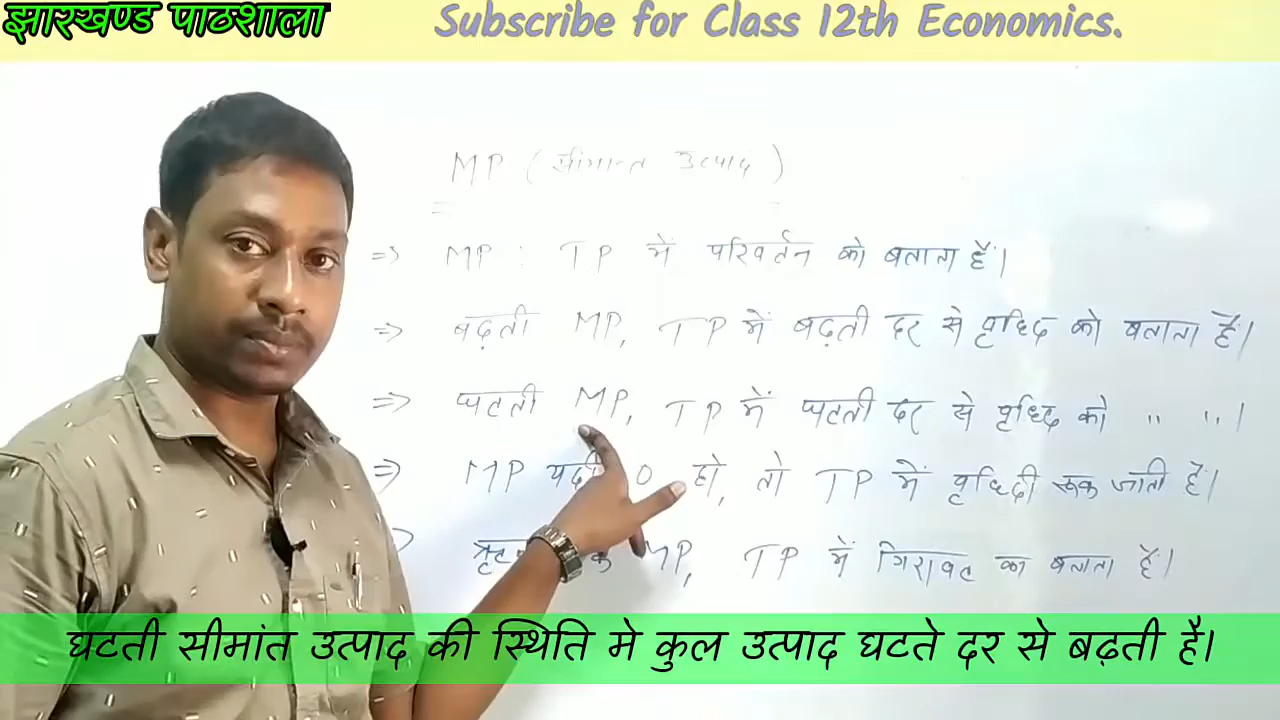 झारखण्ड पाठशाला
Subscribe for Class 12th Economics.
MP (सीमान्त उत्पाद)
=> MP : TP में परिवर्तन को बताता है।
=> बढ़ती MP, TP में बढ़ती दर से वृध्दि को बताता है।
=> घटती MP, TP में घटती दर से वृध्दि को " "।
=> MP यदी 0 हो, तो TP में वृध्दिी रूक जाती है।
MP, TP में गिरावट का बताता है।
घटती सीमांत उत्पाद की स्थिति मे कुल उत्पाद घटते दर से बढ़ती है।